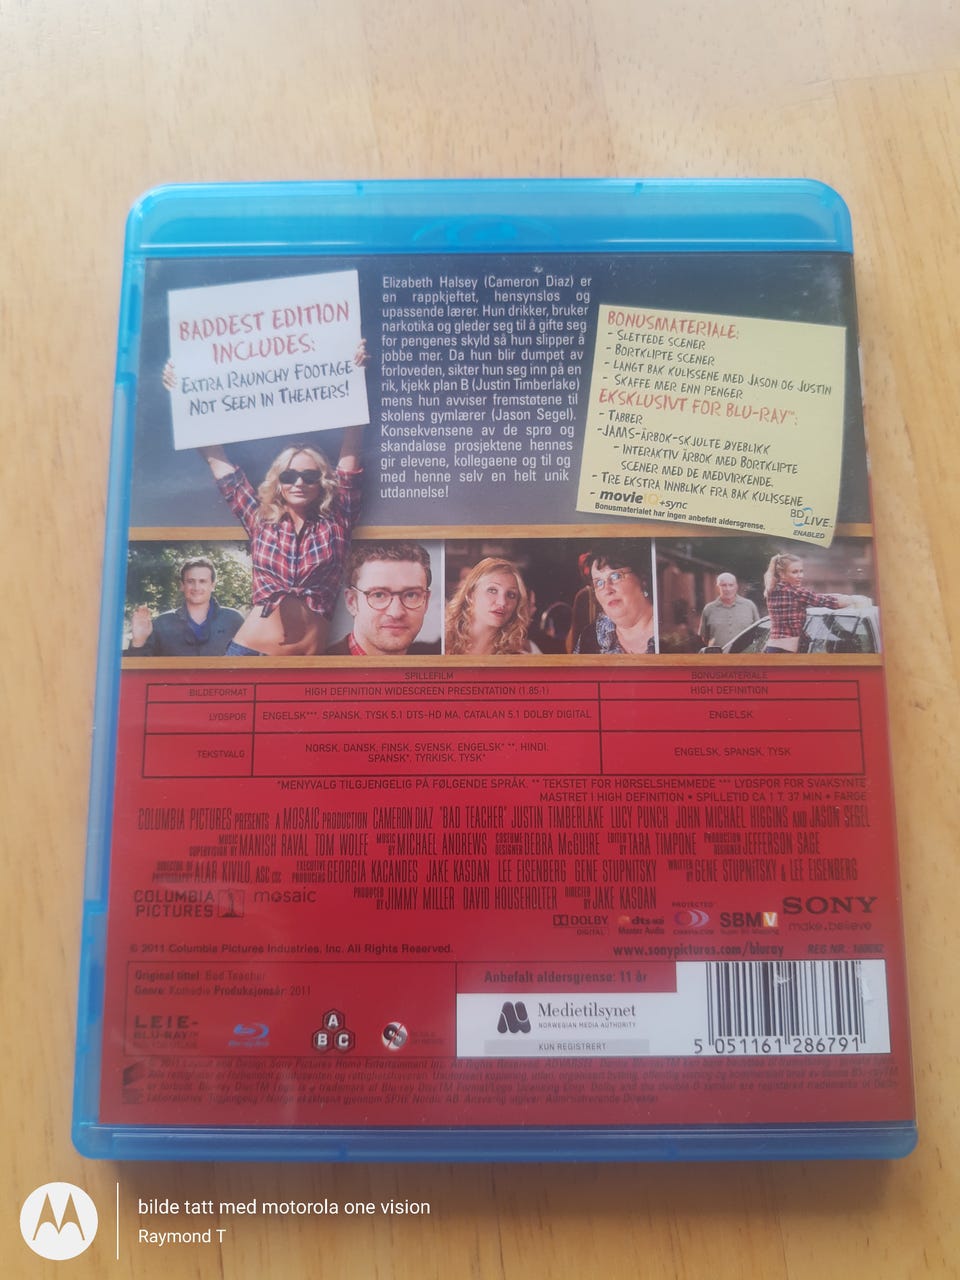 BADDEST EDITION
INCLUDES:
EXTRA RAUNCHY FOOTAGE
NOT SEEN IN THEATERS!
Elizabeth Halsey (Cameron Diaz) er
en rappkjeftet, hensynsløs og
upassende lærer. Hun drikker, bruker
narkotika og gleder seg til å gifte seg
for pengenes skyld så hun slipper å
jobbe mer. Da hun blir dumpet av
forloveden, sikter hun seg inn på en
rik, kjekk plan B (Justin Timberlake)
mens hun avviser fremstøtene til
skolens gymlærer (Jason Segel).
Konsekvensene av de sprø og
skandaløse prosjektene hennes
gir elevene, kollegaene og til og
med henne selv en helt unik
utdannelse!
BONUSMATERIALE:
- SLETTEDE SCENER
- BORTKLIPTE SCENER
- LANGT BAK KULISSENE MED JASON OG JUSTIN
- SKAFFE MER ENN PENGER
EKSKLUSIVT FOR BLU-RAY™:
- TABBER
-JAMS-ÅRBOK-SKJULTE ØYEBLIKK
- INTERAKTIV ÅRBOK MED BORTKLIPTE
SCENER MED DE MEDVIRKENDE.
- TRE EKSTRA INNBLIKK FRA BAK KULISSENE
- movieIQ+sync
Bonusmaterialet har ingen anbefalt aldersgrense.
BD LIVE™
ENABLED
SPILLEFILM BONUSMATERIALE
BILDEFORMAT HIGH DEFINITION WIDESCREEN PRESENTATION (1.85:1) HIGH DEFINITION
LYDSPOR ENGELSK***, SPANSK, TYSK 5.1 DTS-HD MA, CATALAN 5.1 DOLBY DIGITAL ENGELSK
TEKSTVALG NORSK, DANSK, FINSK, SVENSK, ENGELSK* **, HINDI,
SPANSK*, TYRKISK, TYSK* ENGELSK, SPANSK, TYSK
*MENYVALG TILGJENGELIG PÅ FØLGENDE SPRÅK. ** TEKSTET FOR HØRSELSHEMMEDE *** LYDSPOR FOR SVAKSYNTE
MASTRET I HIGH DEFINITION • SPILLETID CA 1 T. 37 MIN • FARGE
COLUMBIA PICTURES PRESENTS A MOSAIC PRODUCTION CAMERON DIAZ "BAD TEACHER" JUSTIN TIMBERLAKE LUCY PUNCH JOHN MICHAEL HIGGINS AND JASON SEGEL
MUSIC SUPERVISION BY MANISH RAVAL TOM WOLFE MUSIC BY MICHAEL ANDREWS COSTUME DESIGNER DEBRA McGUIRE EDITED BY TARA TIMPONE PRODUCTION DESIGNER JEFFERSON SAGE
DIRECTOR OF PHOTOGRAPHY ALAR KIVILO, ASC CSC EXECUTIVE PRODUCERS GEORGIA KACANDES JAKE KASDAN LEE EISENBERG GENE STUPNITSKY WRITTEN BY GENE STUPNITSKY & LEE EISENBERG
PRODUCED BY JIMMY MILLER DAVID HOUSEHOLTER DIRECTED BY JAKE KASDAN
COLUMBIA
PICTURES
mosaic
DOLBY
DIGITAL
dts-HD
Master Audio
PROTECTED
CINAVIA.COM
SBMV
Super Bit Mapping
SONY
make.believe
© 2011 Columbia Pictures Industries, Inc. All Rights Reserved.
www.sonypictures.com/bluray
REG.NR.:
Original tittel: Bad Teacher
Genre: Komedie Produksjonsår: 2011
LEIE-
BLU-RAY™
Blu-ray Disc
A
B C
Anbefalt aldersgrense: 11 år
Medietilsynet
NORWEGIAN MEDIA AUTHORITY
KUN REGISTRERT
5 051161 286791
bilde tatt med motorola one vision
Raymond T